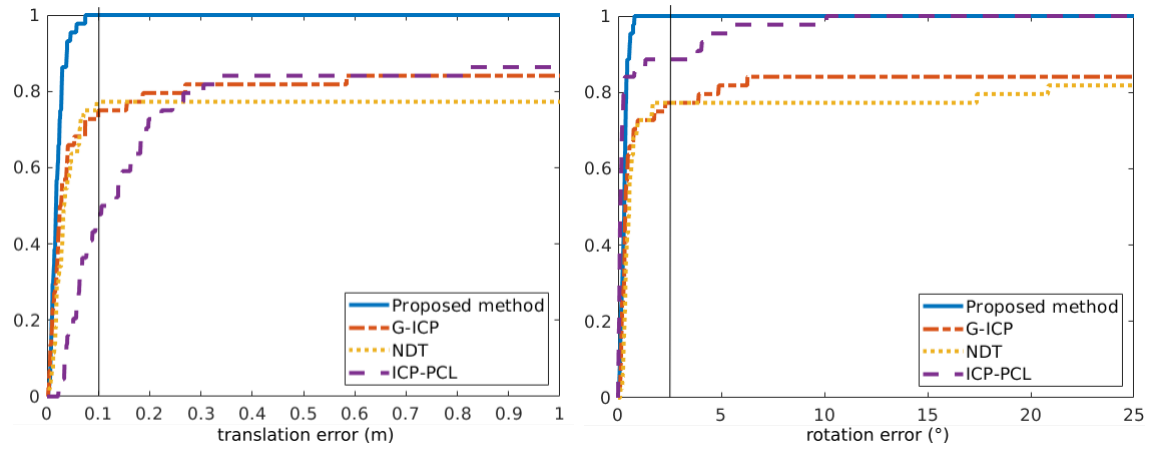 1
0.8
0.6
0.4
0.2
0
0 0.1 0.2 0.3 0.4 0.5 0.6 0.7 0.8 0.9 1
translation error (m)
Proposed method
G-ICP
NDT
ICP-PCL
1
0.8
0.6
0.4
0.2
0
0 5 10 15 20 25
rotation error (°)
Proposed method
G-ICP
NDT
ICP-PCL